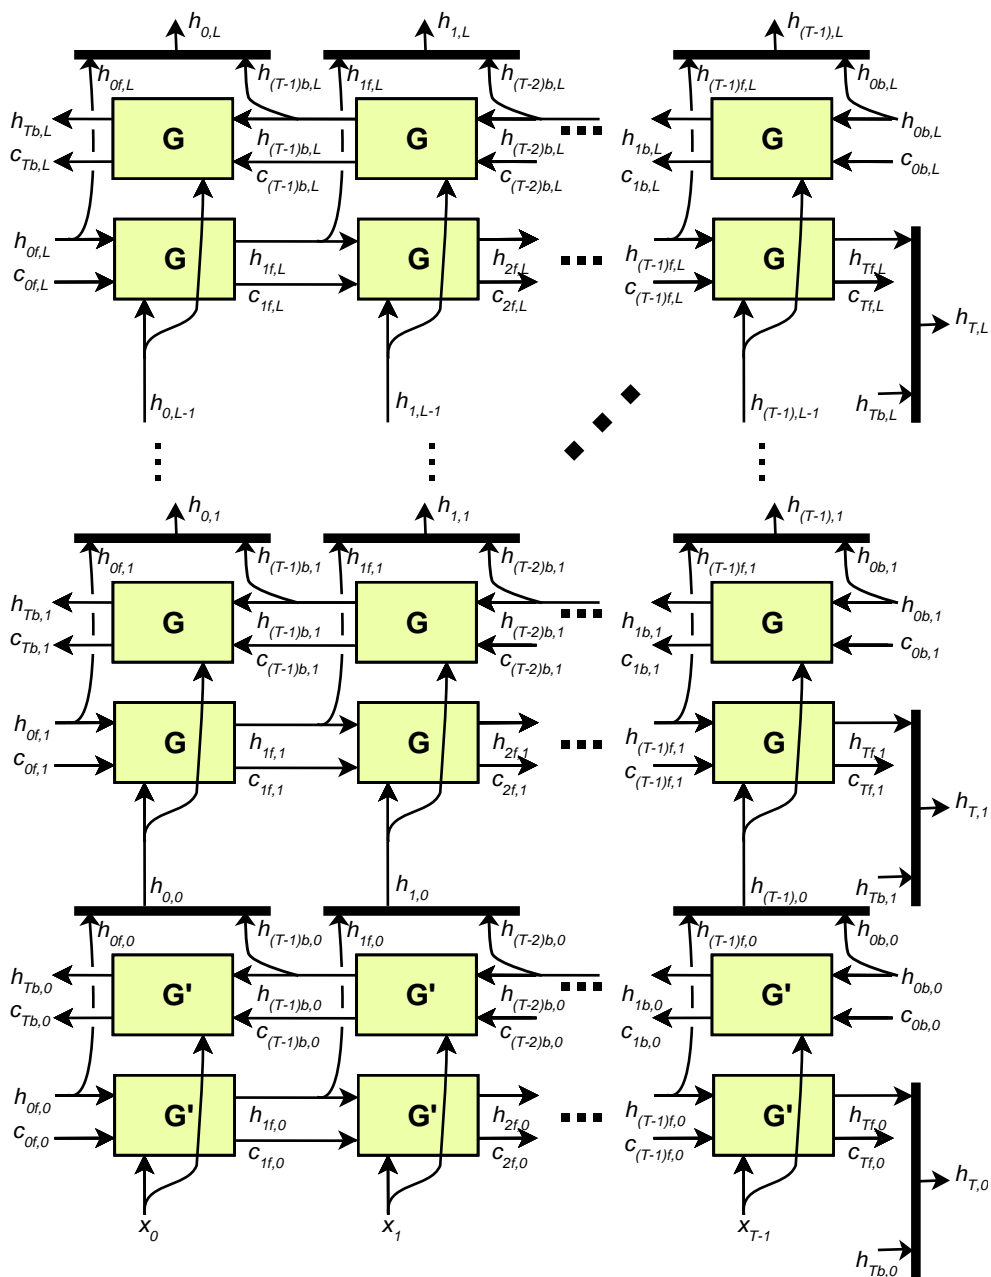 h0,L h1,L h(T-1),L
h0f,L h(T-1)b,L h1f,L h(T-2)b,L h(T-1)f,L h0b,L
hTb,L G h(T-1)b,L G h(T-2)b,L h1b,L G h0b,L
cTb,L c(T-1)b,L c(T-2)b,L c1b,L c0b,L
h0f,L G h1f,L G h2f,L h(T-1)f,L G hTf,L
c0f,L c1f,L c2f,L c(T-1)f,L cTf,L
hT,L
h0,L-1 h1,L-1 h(T-1),L-1 hTb,L
h0,1 h1,1 h(T-1),1
h0f,1 h(T-1)b,1 h1f,1 h(T-2)b,1 h(T-1)f,1 h0b,1
hTb,1 G h(T-1)b,1 G h(T-2)b,1 h1b,1 G h0b,1
cTb,1 c(T-1)b,1 c(T-2)b,1 c1b,1 c0b,1
h0f,1 G h1f,1 G h2f,1 h(T-1)f,1 G hTf,1
c0f,1 c1f,1 c2f,1 c(T-1)f,1 cTf,1
hT,1
h0,0 h1,0 h(T-1),0 hTb,1
h0f,0 h(T-1)b,0 h1f,0 h(T-2)b,0 h(T-1)f,0 h0b,0
hTb,0 G' h(T-1)b,0 G' h(T-2)b,0 h1b,0 G' h0b,0
cTb,0 c(T-1)b,0 c(T-2)b,0 c1b,0 c0b,0
h0f,0 G' h1f,0 G' h2f,0 h(T-1)f,0 G' hTf,0
c0f,0 c1f,0 c2f,0 c(T-1)f,0 cTf,0
hT,0
x0 x1 xT-1
hTb,0